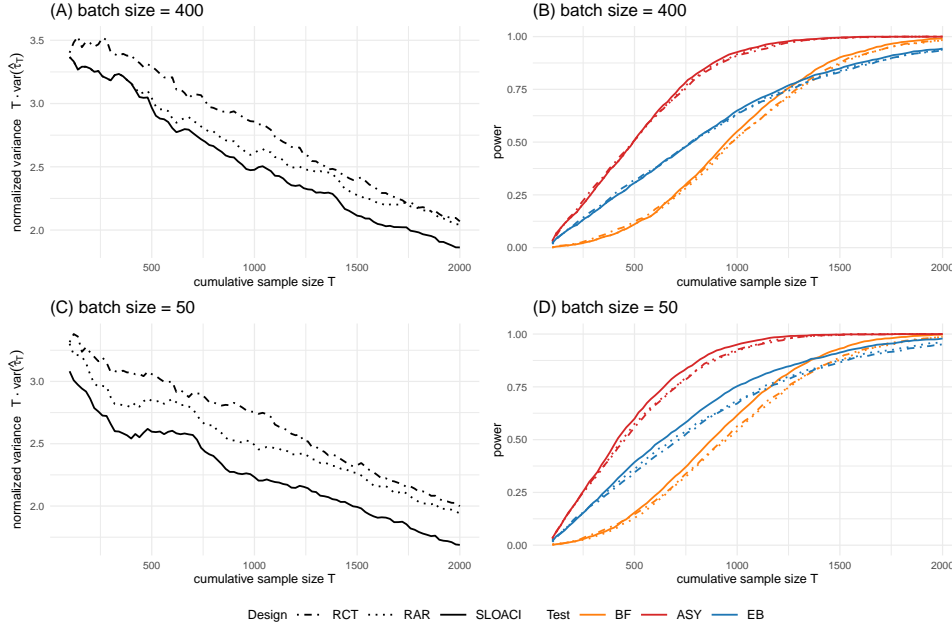 (A) batch size = 400
(B) batch size = 400
normalized variance T · var(τ̂_T)
3.5
3.0
2.5
2.0
500
1000
1500
2000
cumulative sample size T
power
1.00
0.75
0.50
0.25
0.00
500
1000
1500
2000
cumulative sample size T
(C) batch size = 50
(D) batch size = 50
normalized variance T · var(τ̂_T)
3.0
2.5
2.0
500
1000
1500
2000
cumulative sample size T
power
1.00
0.75
0.50
0.25
0.00
500
1000
1500
2000
cumulative sample size T
Design RCT RAR SLOACI Test BF ASY EB